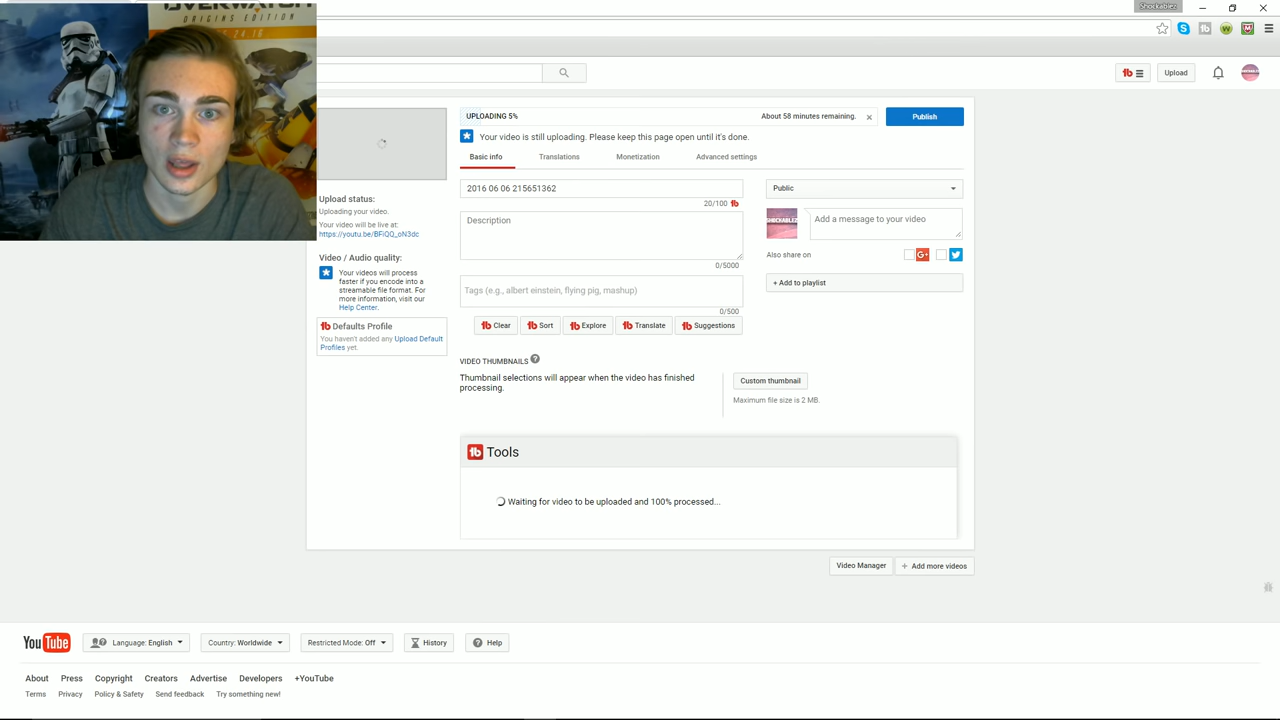 Shockablez
OVERWATCH
ORIGINS EDITION
24.16
Upload
UPLOADING 5%
About 58 minutes remaining.
Publish
Your video is still uploading. Please keep this page open until it's done.
Basic info
Translations
Monetization
Advanced settings
2016 06 06 215651362
20/100
Description
0/5000
Tags (e.g., albert einstein, flying pig, mashup)
0/500
Clear
Sort
Explore
Translate
Suggestions
Public
SHOCKABLEZ
Add a message to your video
Also share on
G+
+ Add to playlist
Upload status:
Uploading your video.
Your video will be live at:
https://youtu.be/BFiQQ_oN3dc
Video / Audio quality:
Your videos will process
faster if you encode into a
streamable file format. For
more information, visit our
Help Center.
Defaults Profile
You haven't added any Upload Default
Profiles yet.
VIDEO THUMBNAILS
Thumbnail selections will appear when the video has finished
processing.
Custom thumbnail
Maximum file size is 2 MB.
Tools
Waiting for video to be uploaded and 100% processed...
Video Manager
+ Add more videos
YouTube
Language: English
Country: Worldwide
Restricted Mode: Off
History
Help
About
Press
Copyright
Creators
Advertise
Developers
+YouTube
Terms
Privacy
Policy & Safety
Send feedback
Try something new!